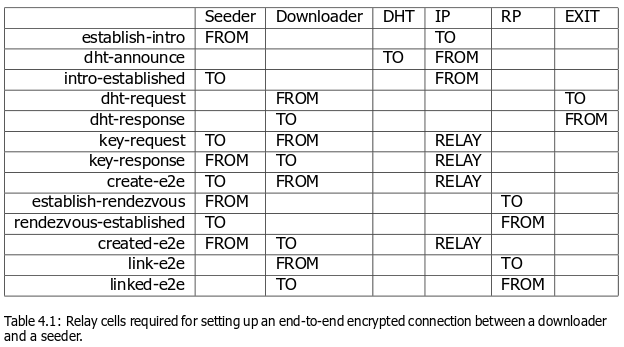 Seeder Downloader DHT IP RP EXIT
establish-intro FROM TO
dht-announce TO FROM
intro-established TO FROM
dht-request FROM TO
dht-response TO FROM
key-request TO FROM RELAY
key-response FROM TO RELAY
create-e2e TO FROM RELAY
establish-rendezvous FROM TO
rendezvous-established TO FROM
created-e2e FROM TO RELAY
link-e2e FROM TO
linked-e2e TO FROM
Table 4.1: Relay cells required for setting up an end-to-end encrypted connection between a downloader
and a seeder.